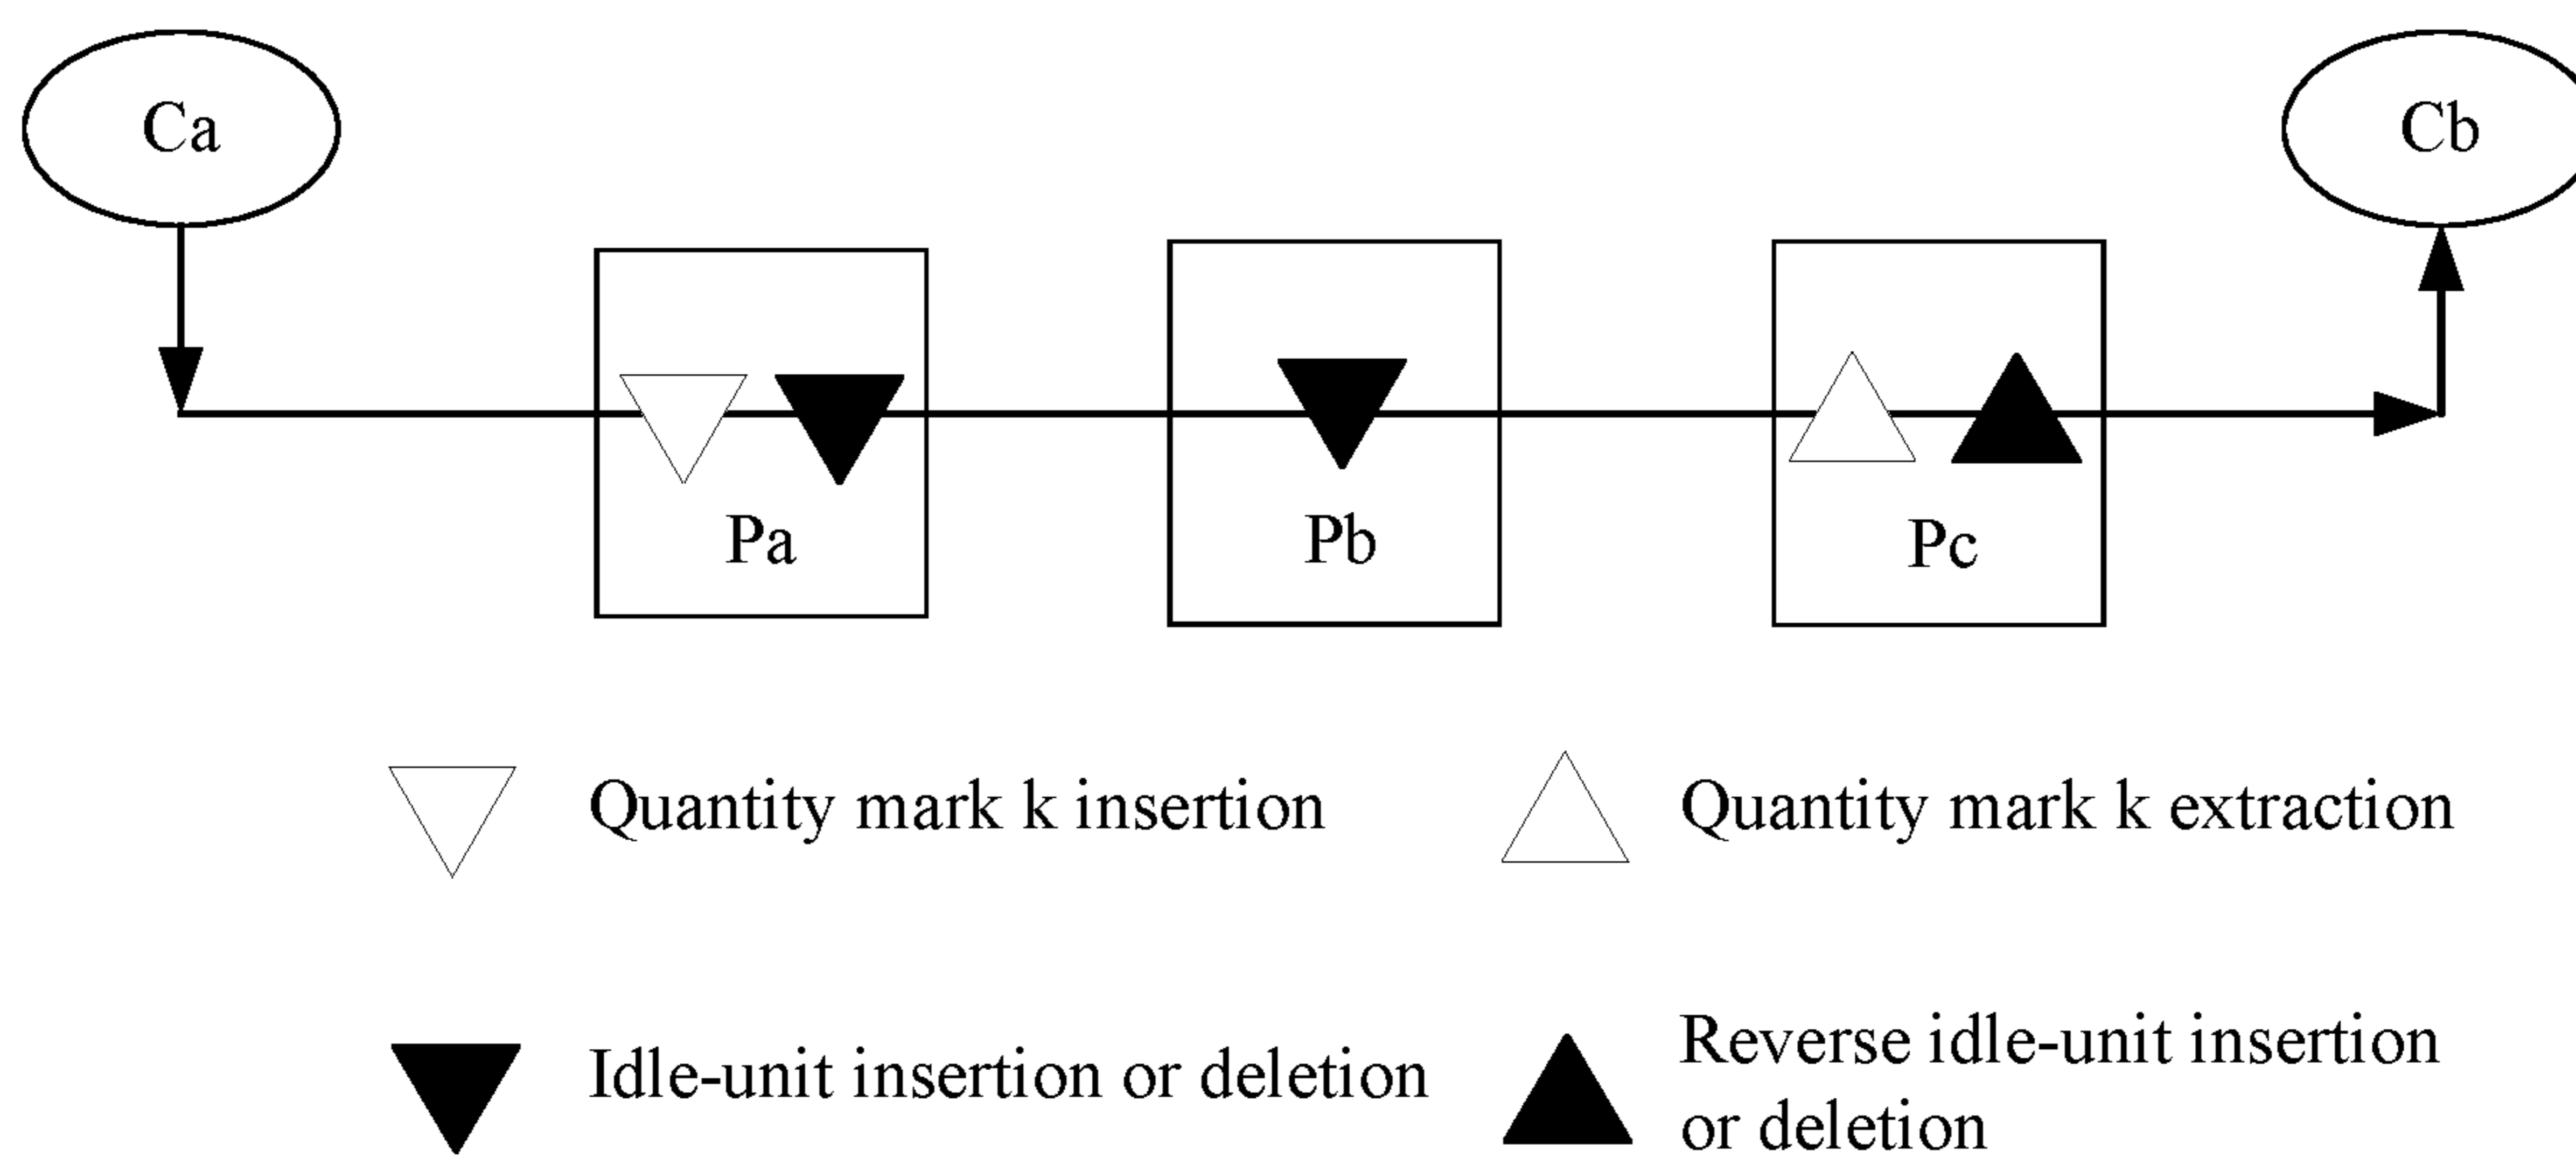 Ca
Cb
Pa
Pb
Pc
Quantity mark k insertion
Quantity mark k extraction
Idle-unit insertion or deletion
Reverse idle-unit insertion
or deletion